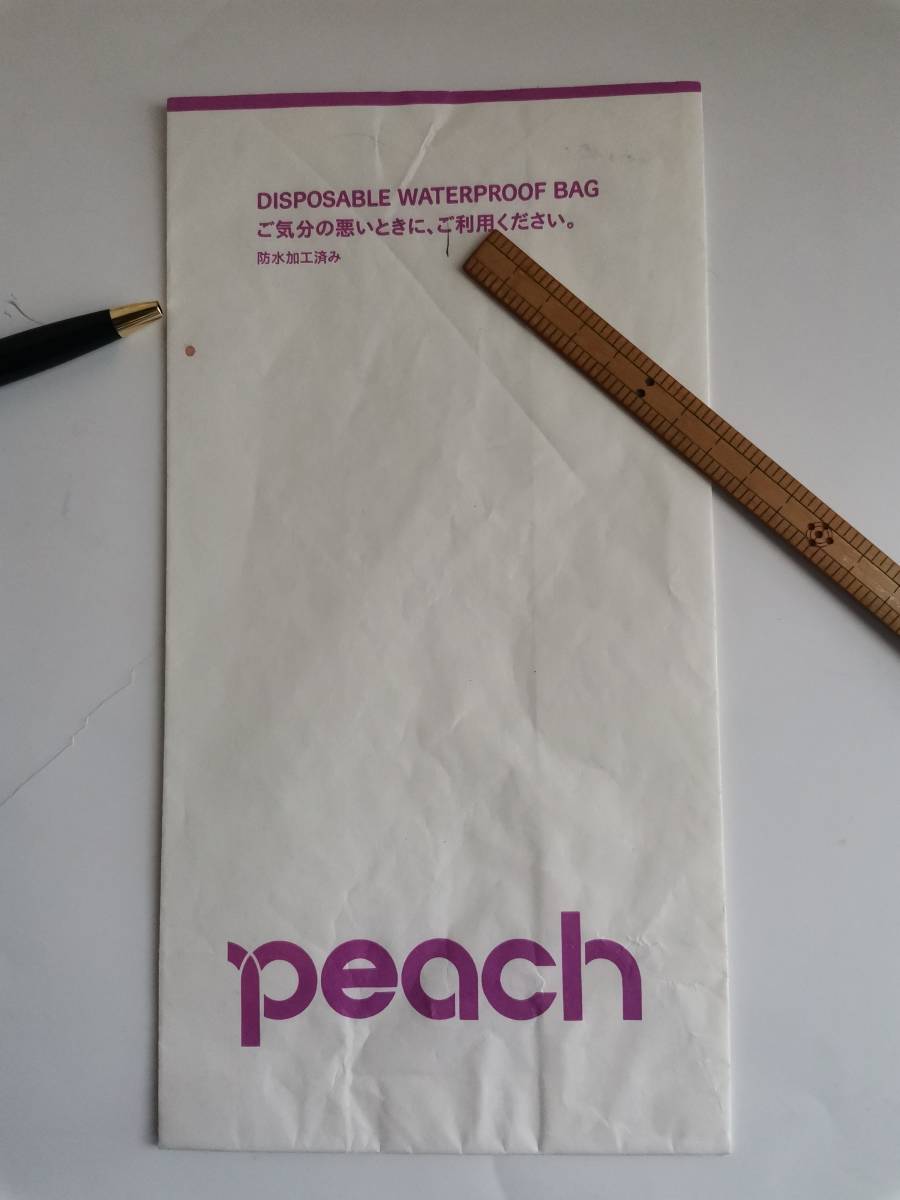 DISPOSABLE WATERPROOF BAG
ご気分の悪いときに、ご利用ください。
防水加工済み
peach